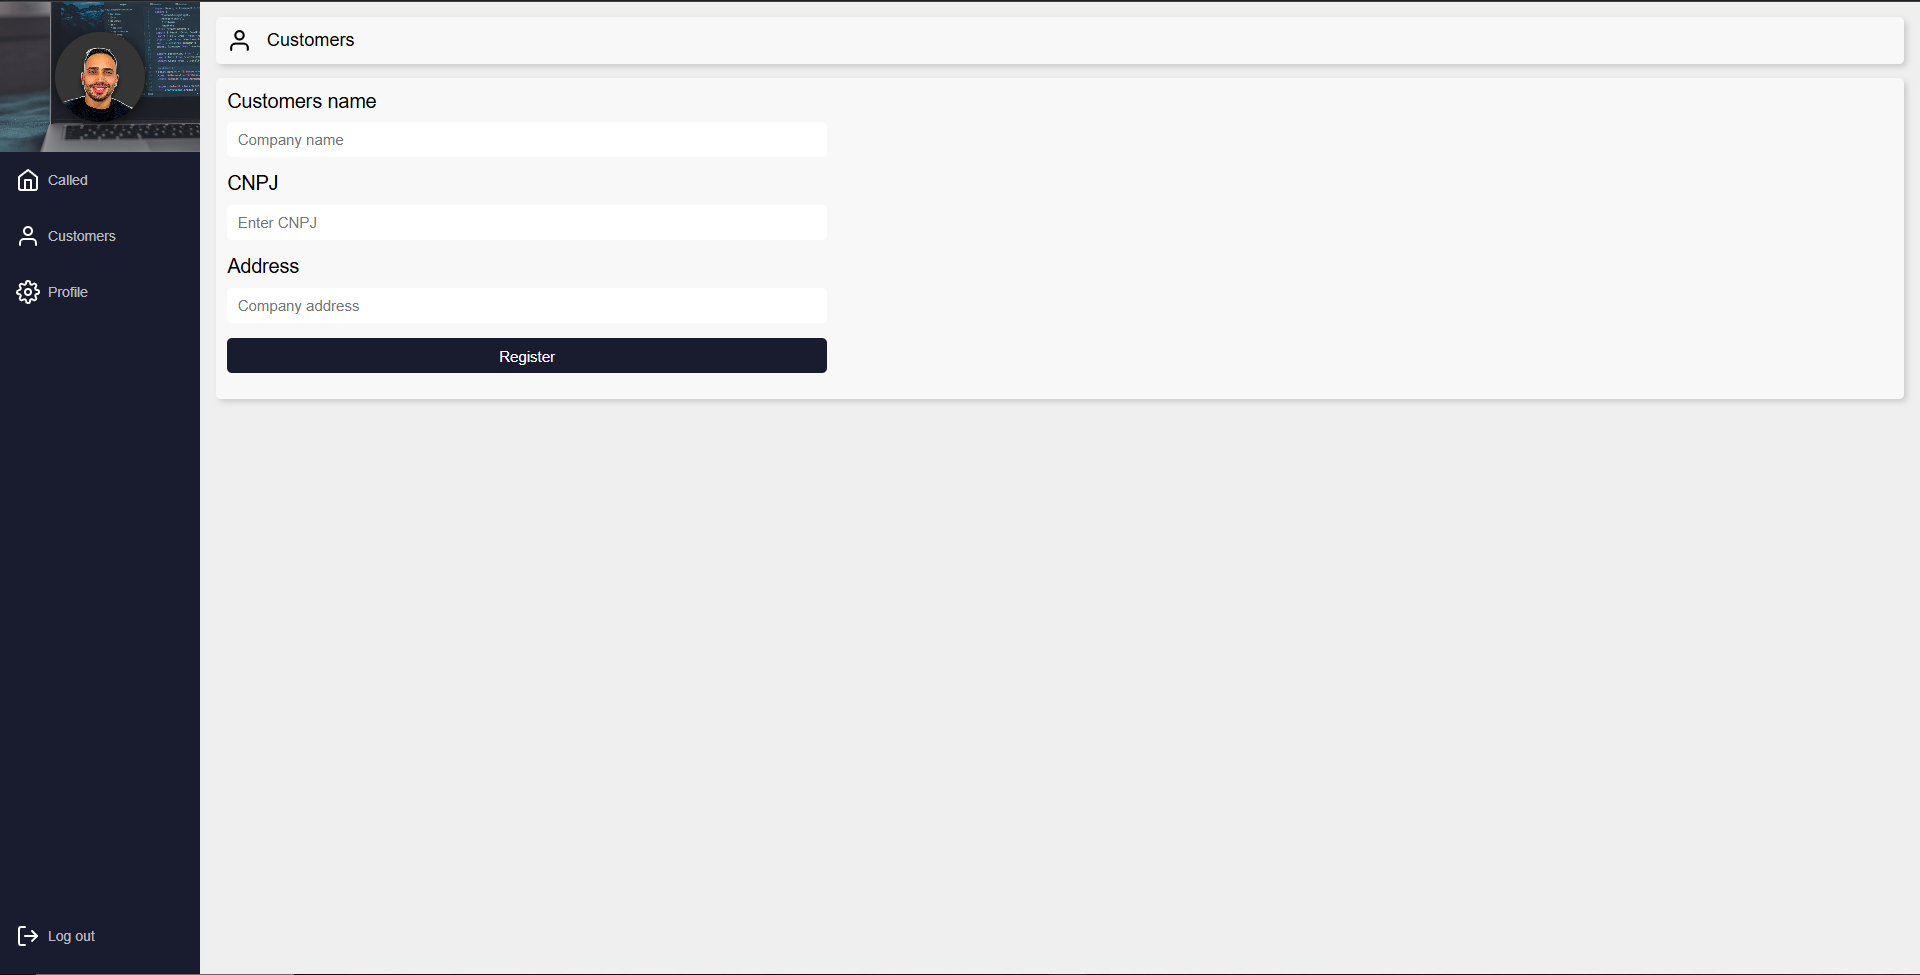 Called
Customers
Profile
Log out
Customers
Customers name
Company name
CNPJ
Enter CNPJ
Address
Company address
Register